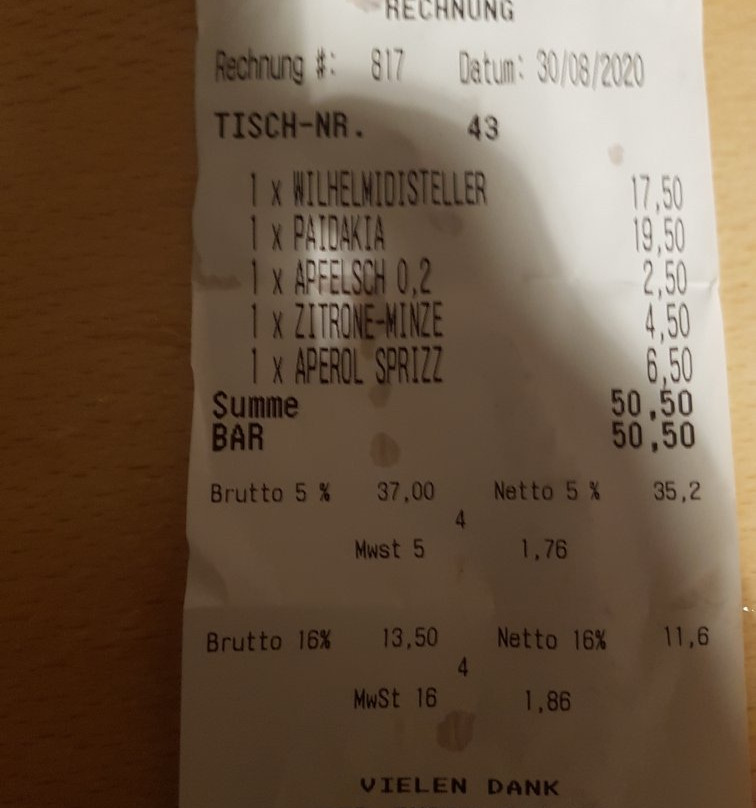 RECHNUNG
Rechnung #: 817 Datum: 30/08/2020
TISCH-NR. 43
1 x WILHELMIDISTELLER 17,50
1 x PAIDAKIA 19,50
1 x APFELSCH 0,2 2,50
1 x ZITRONE-MINZE 4,50
1 x APEROL SPRIZZ 6,50
Summe 50,50
BAR 50,50
Brutto 5 % 37,00 Netto 5 % 35,2
4
Mwst 5 1,76
Brutto 16% 13,50 Netto 16% 11,6
4
MwSt 16 1,86
VIELEN DANK